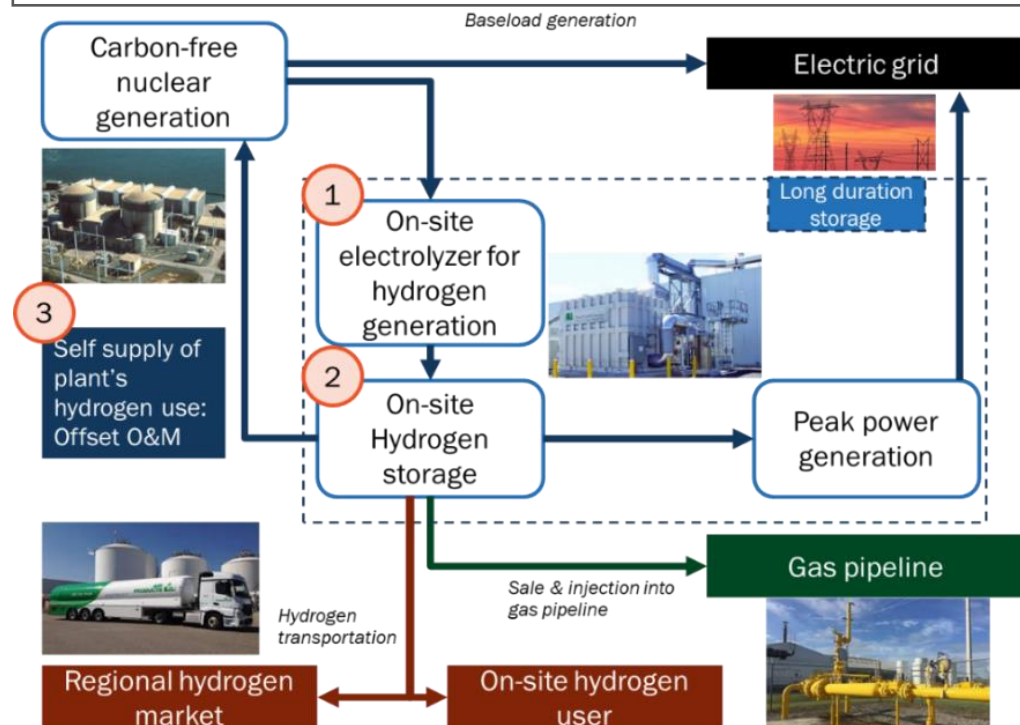 Baseload generation
Carbon-free
nuclear
generation
Electric grid
Long duration
storage
1
On-site
electrolyzer for
hydrogen
generation
3
Self supply of
plant's
hydrogen use:
Offset O&M
2
On-site
Hydrogen
storage
Peak power
generation
Gas pipeline
Sale & injection into
gas pipeline
Hydrogen
transportation
Regional hydrogen
market
On-site hydrogen
user